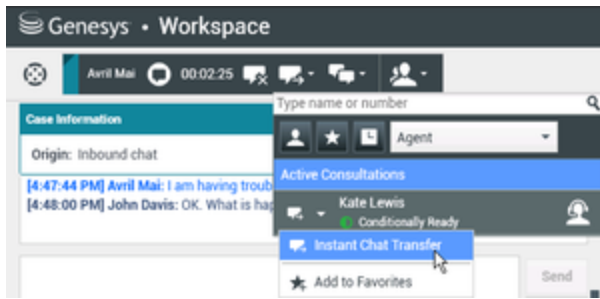 Genesys • Workspace
Avril Mai 00:02:25
Type name or number
Agent
Case Information
Origin: Inbound chat
Active Consultations
[4:47:44 PM] Avril Mai: I am having troub
[4:48:00 PM] John Davis: OK. What is hap
Kate Lewis
Conditionally Ready
Instant Chat Transfer
Add to Favorites
Send